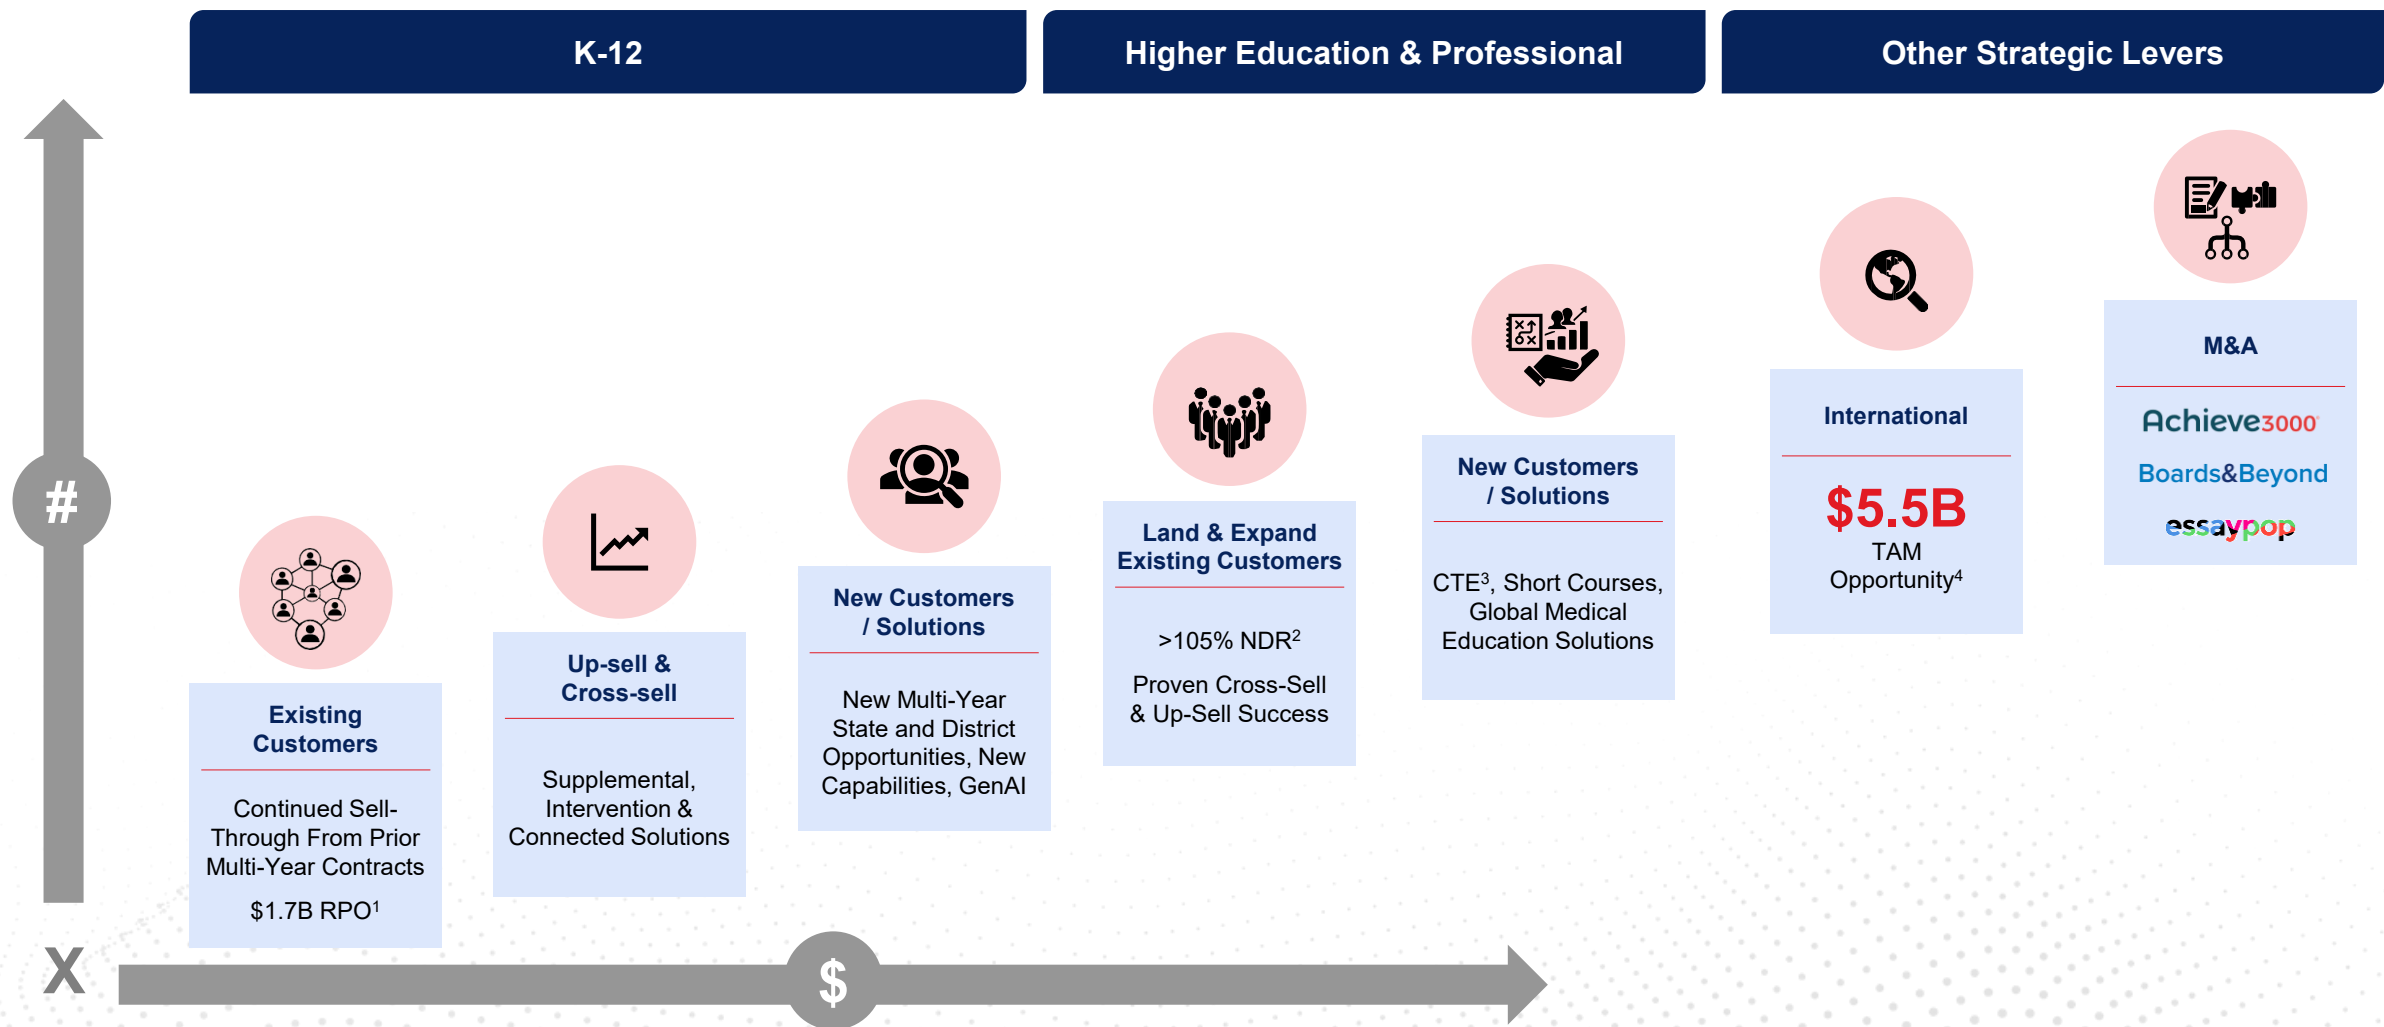 K-12
Higher Education & Professional
Other Strategic Levers
#
X
$
Existing
Customers
Continued Sell-
Through From Prior
Multi-Year Contracts
$1.7B RPO1
Up-sell &
Cross-sell
Supplemental,
Intervention &
Connected Solutions
New Customers
/ Solutions
New Multi-Year
State and District
Opportunities, New
Capabilities, GenAI
Land & Expand
Existing Customers
>105% NDR2
Proven Cross-Sell
& Up-Sell Success
New Customers
/ Solutions
CTE3, Short Courses,
Global Medical
Education Solutions
International
$5.5B
TAM
Opportunity4
M&A
Achieve3000
Boards&Beyond
essaypop